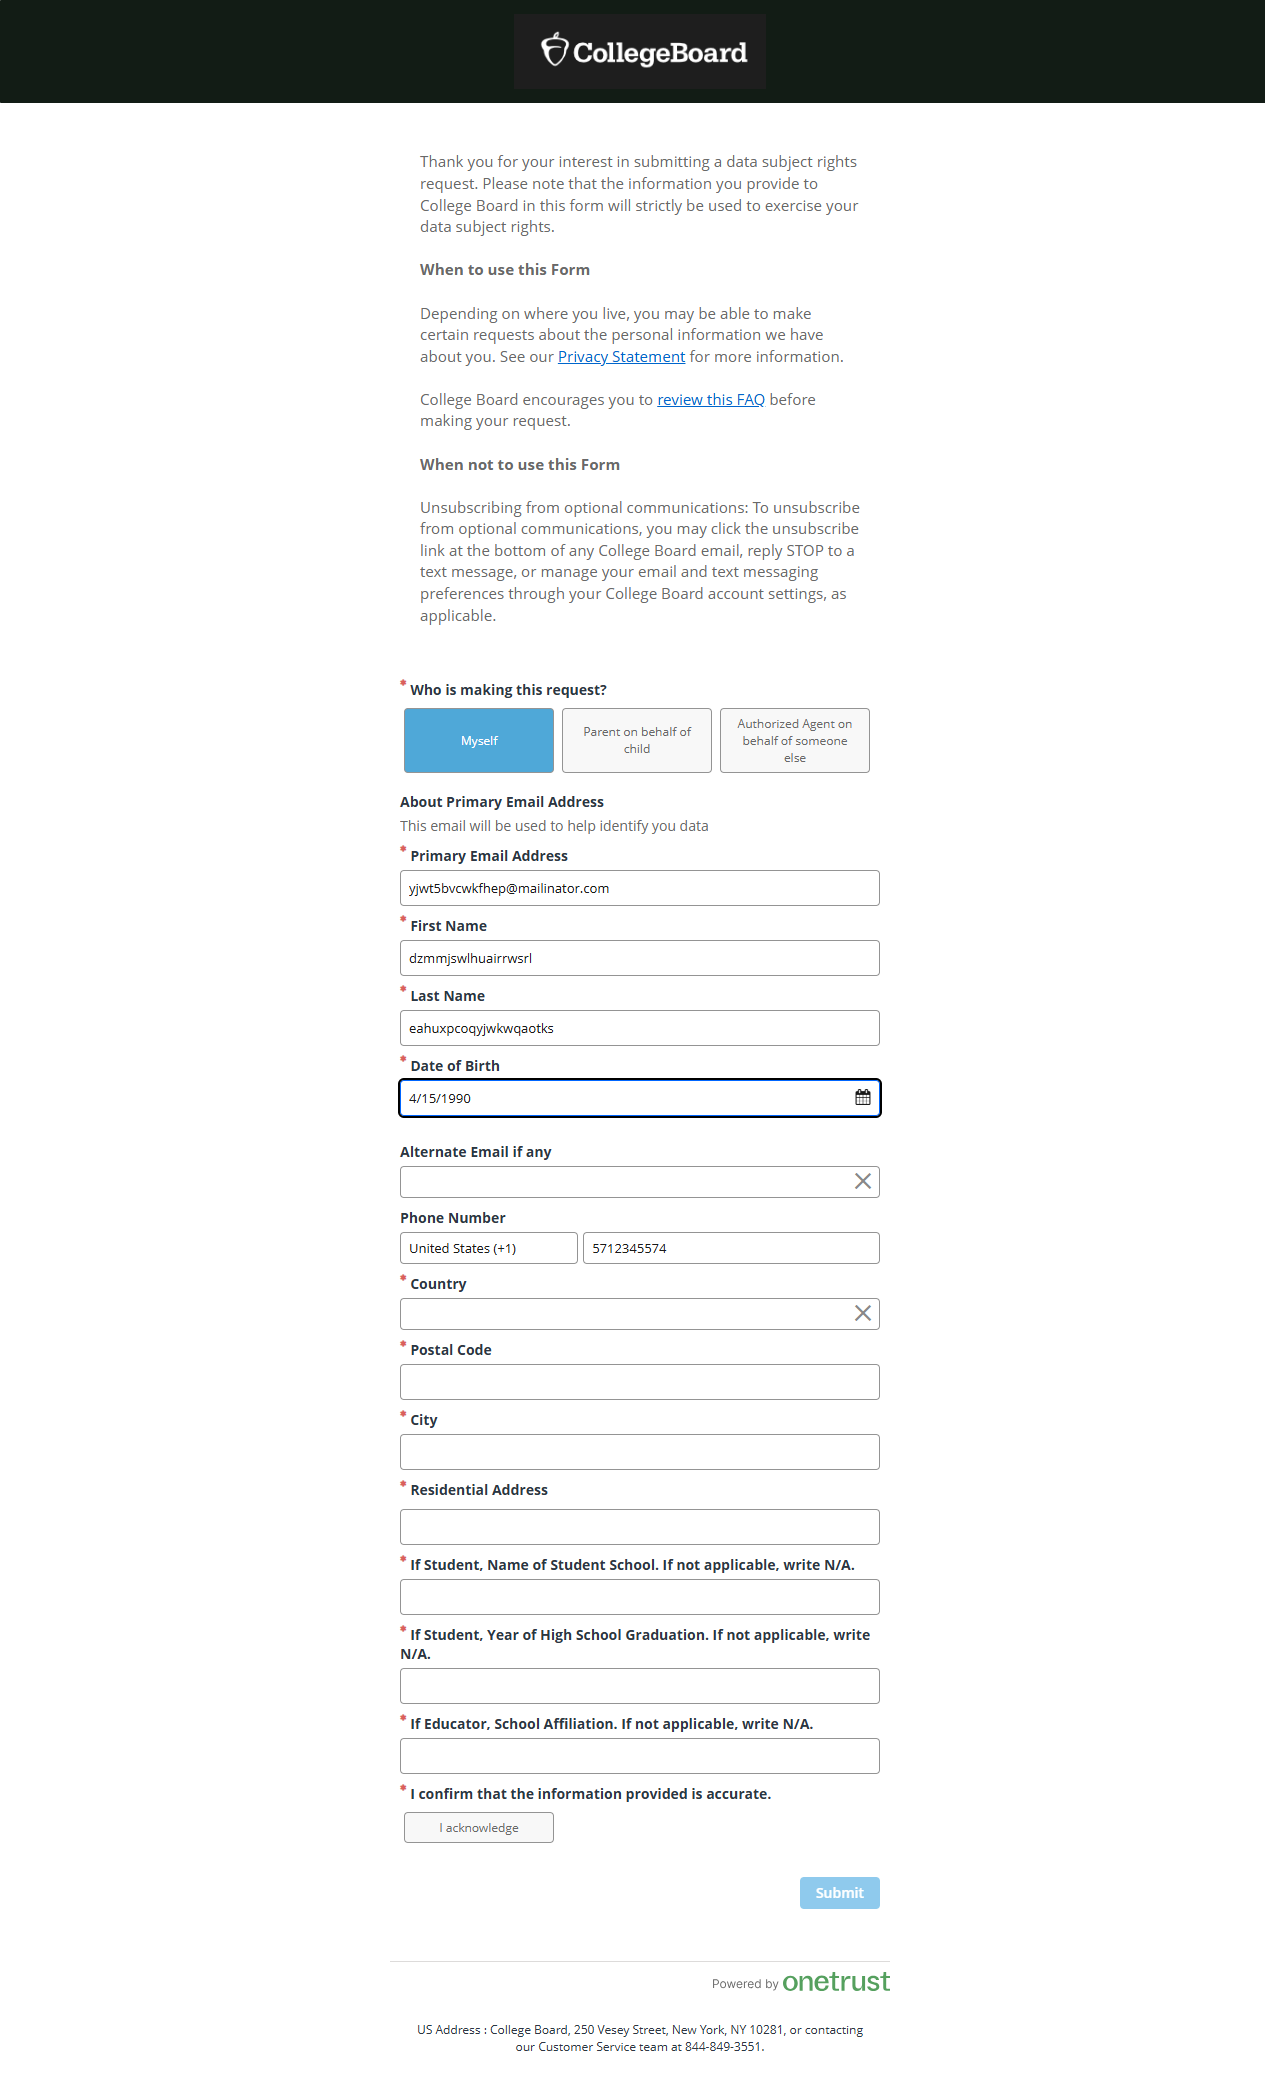 CollegeBoard
Thank you for your interest in submitting a data subject rights
request. Please note that the information you provide to
College Board in this form will strictly be used to exercise your
data subject rights.
When to use this Form
Depending on where you live, you may be able to make
certain requests about the personal information we have
about you. See our Privacy Statement for more information.
College Board encourages you to review this FAQ before
making your request.
When not to use this Form
Unsubscribing from optional communications: To unsubscribe
from optional communications, you may click the unsubscribe
link at the bottom of any College Board email, reply STOP to a
text message, or manage your email and text messaging
preferences through your College Board account settings, as
applicable.
* Who is making this request?
Myself
Parent on behalf of
child
Authorized Agent on
behalf of someone
else
About Primary Email Address
This email will be used to help identify you data
* Primary Email Address
yjwt5bvcwkfhep@mailinator.com
* First Name
dzmmjswlhuairrwsrl
* Last Name
eahuxpcoqyjwkwqaotks
* Date of Birth
4/15/1990
Alternate Email if any
Phone Number
United States (+1) 5712345574
* Country
* Postal Code
* City
* Residential Address
* If Student, Name of Student School. If not applicable, write N/A.
* If Student, Year of High School Graduation. If not applicable, write
N/A.
* If Educator, School Affiliation. If not applicable, write N/A.
* I confirm that the information provided is accurate.
I acknowledge
Submit
Powered by onetrust
US Address : College Board, 250 Vesey Street, New York, NY 10281, or contacting
our Customer Service team at 844-849-3551.